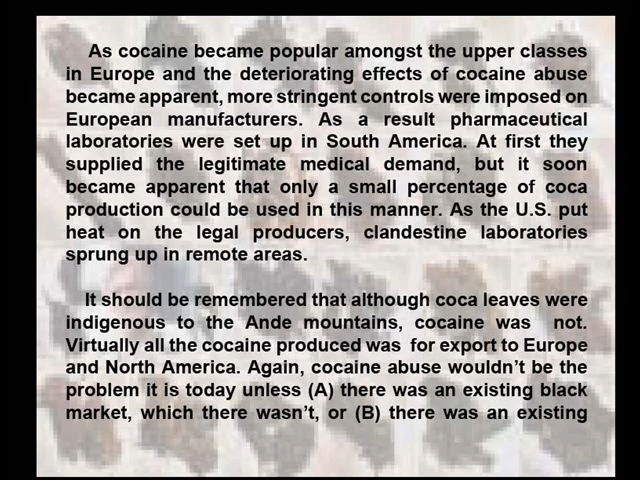 As cocaine became popular amongst the upper classes
in Europe and the deteriorating effects of cocaine abuse
became apparent, more stringent controls were imposed on
European manufacturers. As a result pharmaceutical
laboratories were set up in South America. At first they
supplied the legitimate medical demand, but it soon
became apparent that only a small percentage of coca
production could be used in this manner. As the U.S. put
heat on the legal producers, clandestine laboratories
sprung up in remote areas.
It should be remembered that although coca leaves were
indigenous to the Ande mountains, cocaine was not.
Virtually all the cocaine produced was for export to Europe
and North America. Again, cocaine abuse wouldn't be the
problem it is today unless (A) there was an existing black
market, which there wasn't, or (B) there was an existing